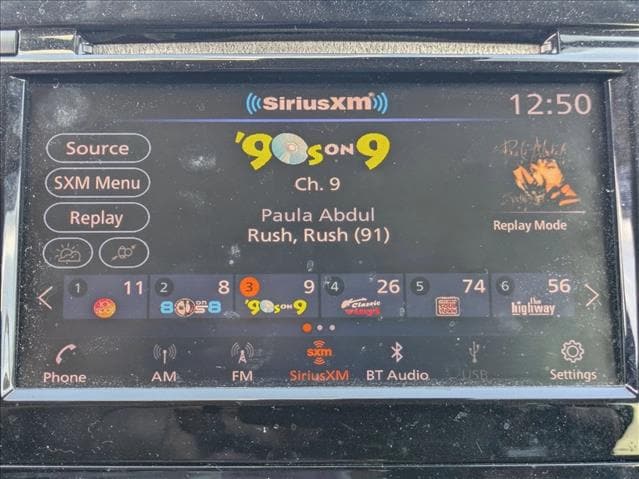 SiriusXM
12:50
Source
'90s ON 9
SXM Menu
Ch. 9
Replay
Paula Abdul
Rush, Rush (91)
Paula Abdul
Replay Mode
1 11
2 8
80s on 8
3 9
'90s ON 9
4 26
Classic
5 74
6 56
the highway
Phone
AM
FM
sxm
SiriusXM
BT Audio
USB
Settings